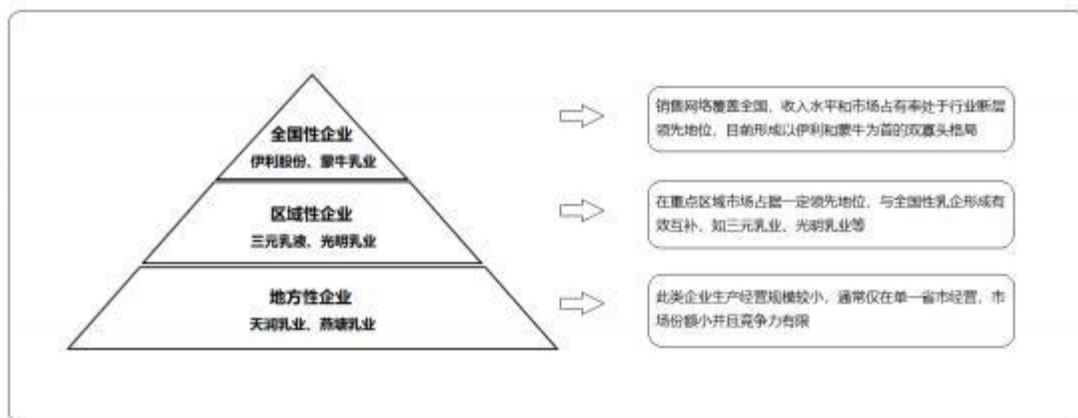 全国性企业
伊利股份、蒙牛乳业
销售网络覆盖全国，收入水平和市场占有率处于行业断层
领先地位，目前形成以伊利和蒙牛为首的双寡头格局
区域性企业
三元乳液、光明乳业
在重点区域市场占据一定领先地位，与全国性乳企形成有
效互补，如三元乳业、光明乳业等
地方性企业
天润乳业、燕塘乳业
此类企业生产经营规模较小，通常仅在单一省市经营，市
场份额小并且竞争力有限